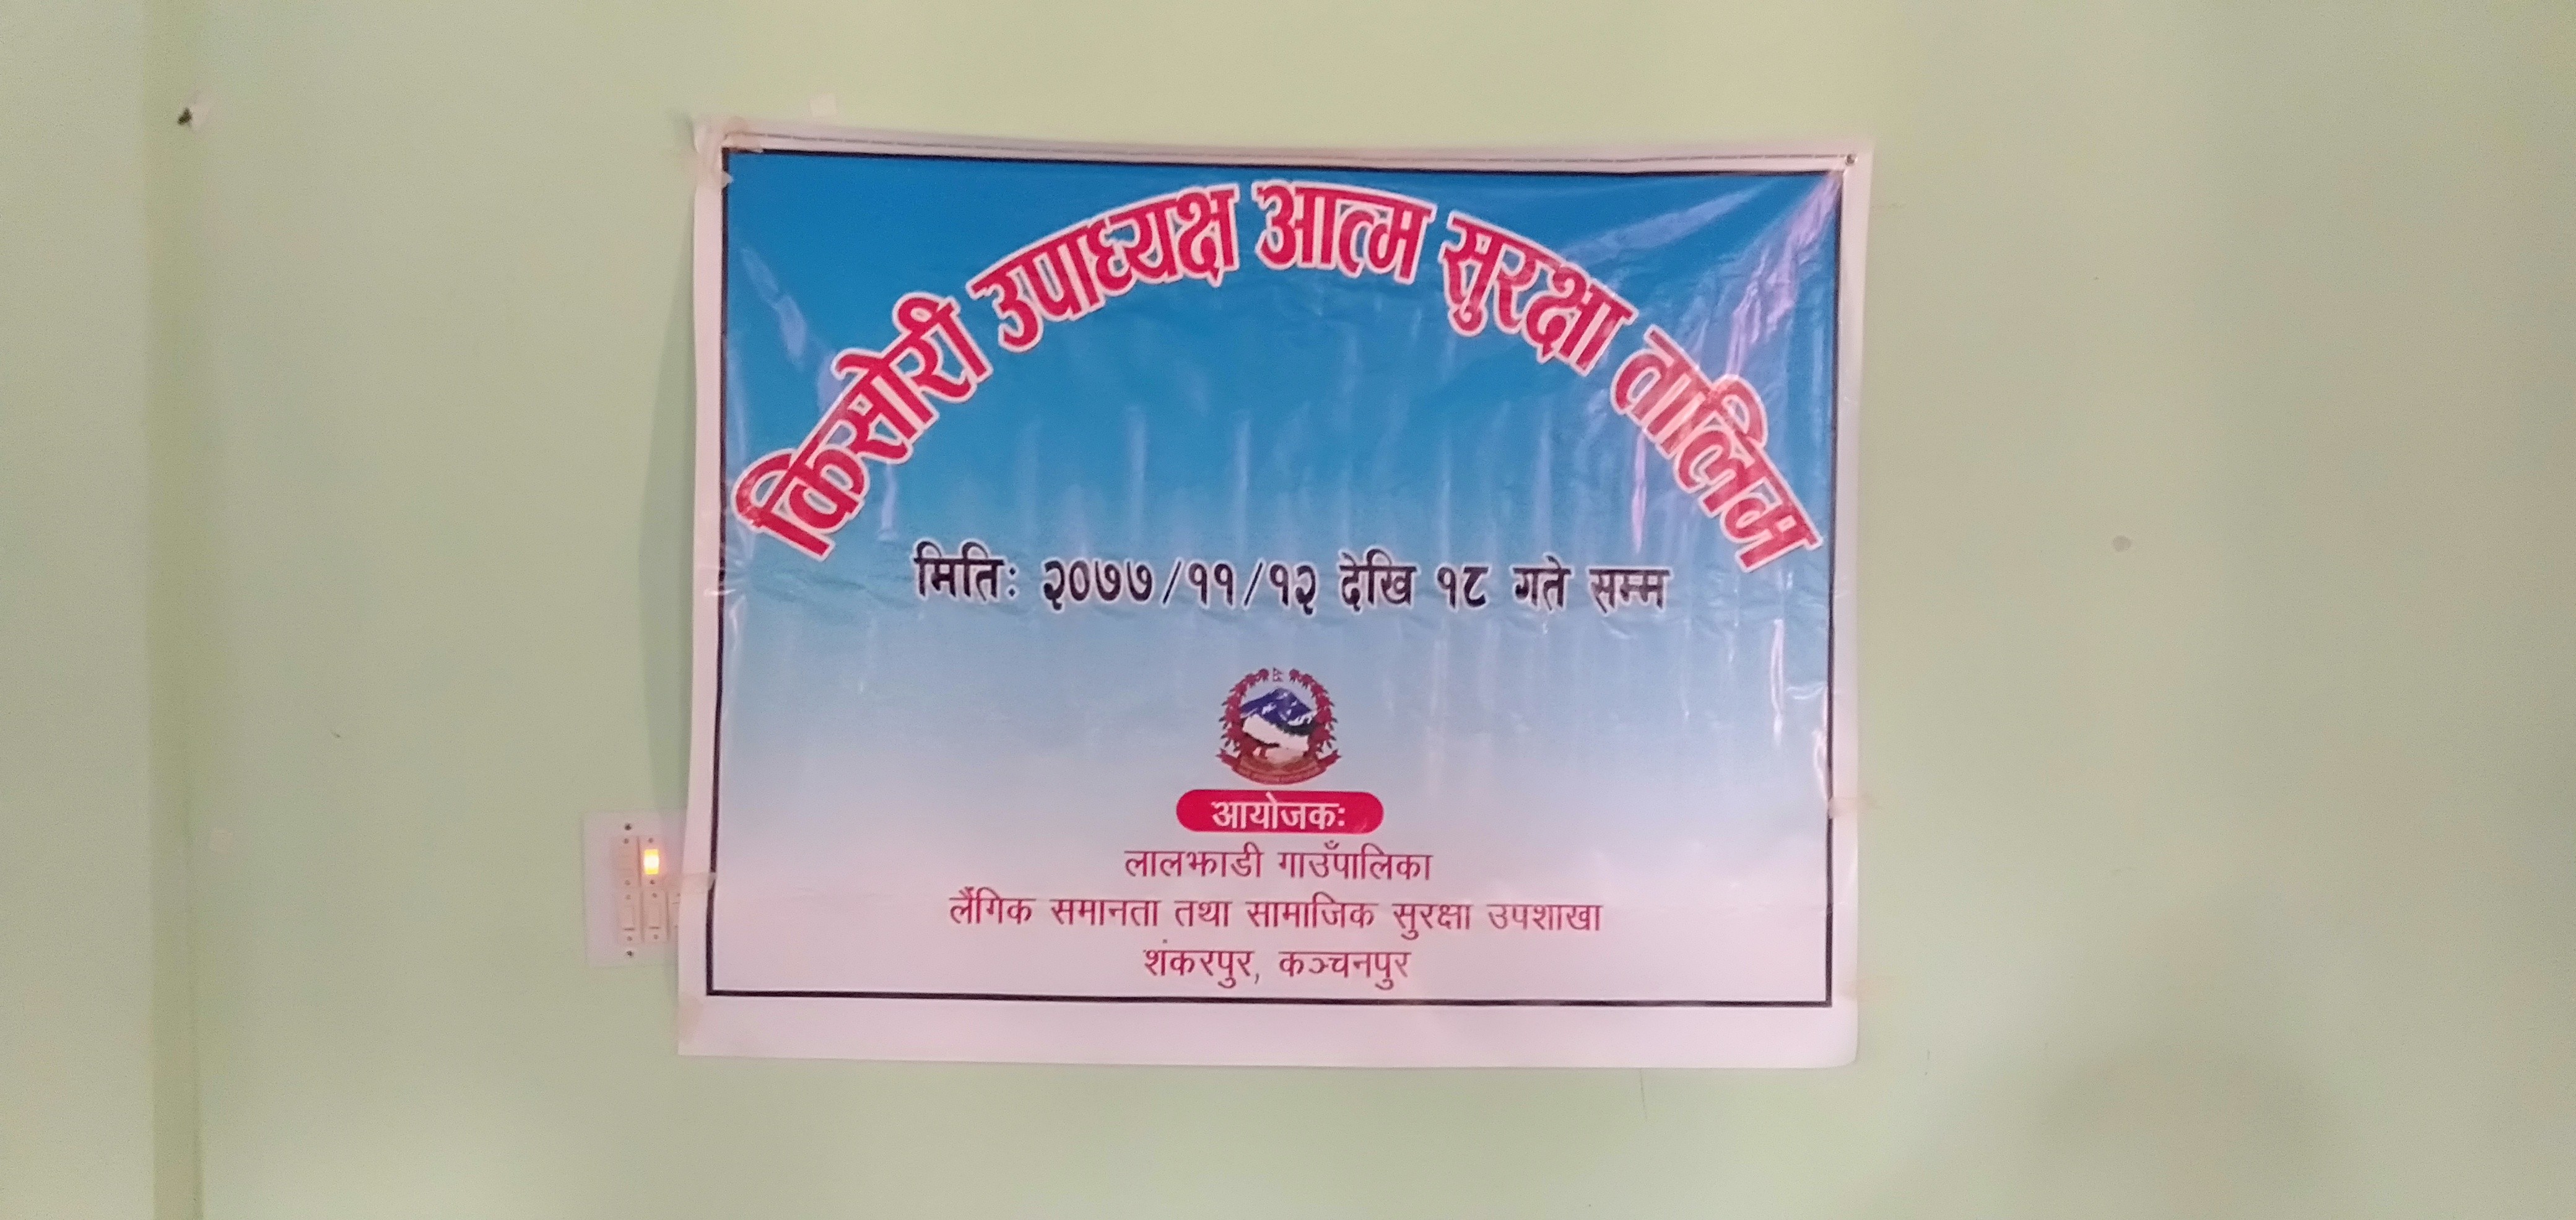 किसोरी उपाध्यक्ष आत्म सुरक्षा तालिम
मितिः २०७७/११/१२ देखि १८ गते सम्म
आयोजकः
लालझाडी गाउँपालिका
लैंगिक समानता तथा सामाजिक सुरक्षा उपशाखा
शंकरपुर, कञ्चनपुर